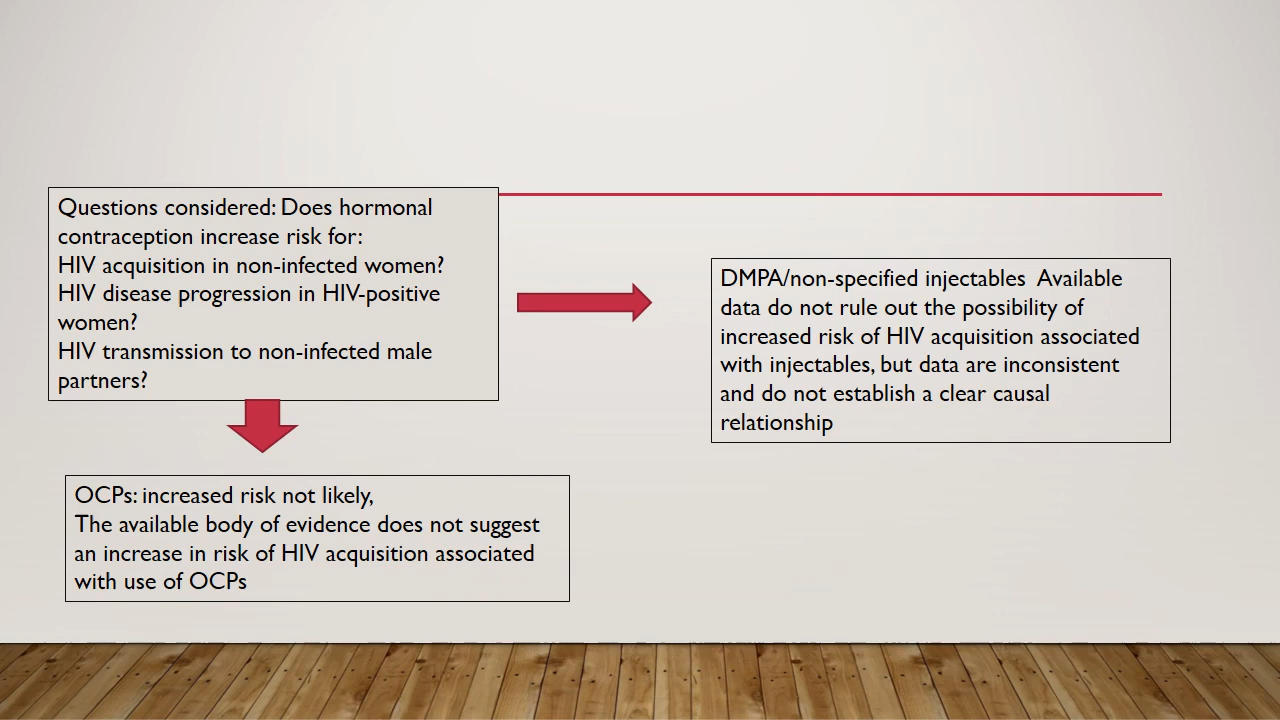 Questions considered: Does hormonal
contraception increase risk for:
HIV acquisition in non-infected women?
HIV disease progression in HIV-positive
women?
HIV transmission to non-infected male
partners?
DMPA/non-specified injectables  Available
data do not rule out the possibility of
increased risk of HIV acquisition associated
with injectables, but data are inconsistent
and do not establish a clear causal
relationship
OCPs: increased risk not likely,
The available body of evidence does not suggest
an increase in risk of HIV acquisition associated
with use of OCPs